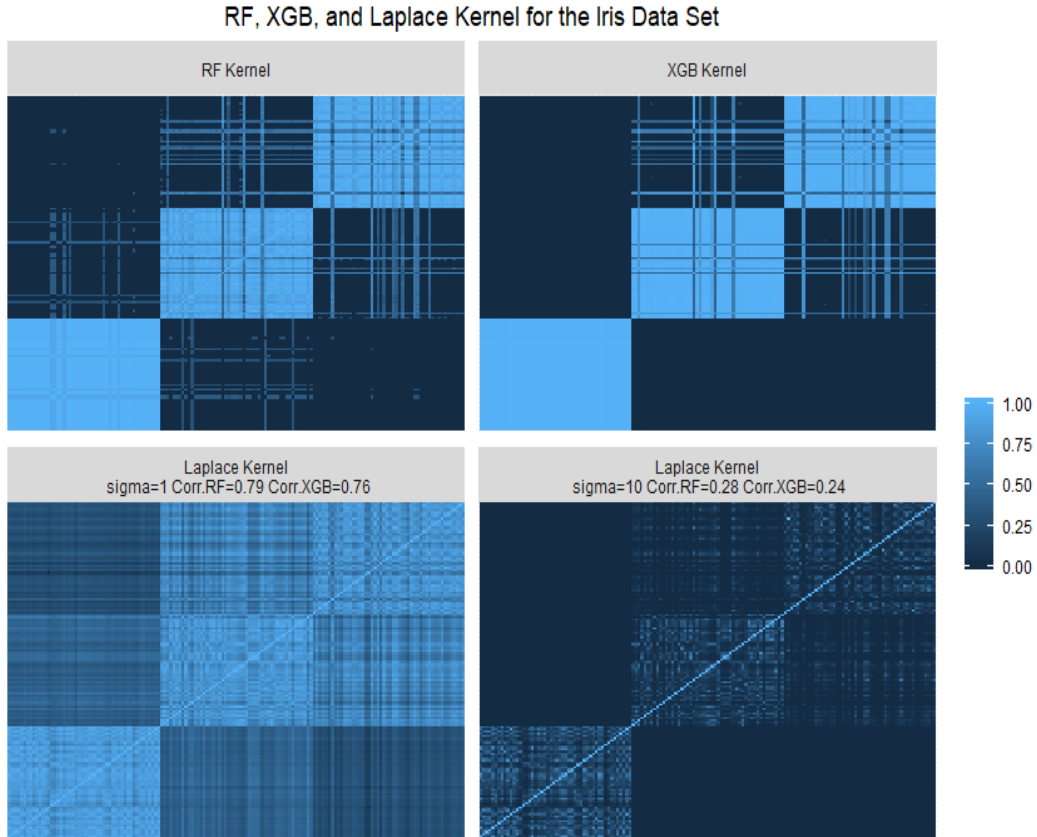 RF, XGB, and Laplace Kernel for the Iris Data Set
RF Kernel
XGB Kernel
Laplace Kernel
sigma=1 Corr.RF=0.79 Corr.XGB=0.76
Laplace Kernel
sigma=10 Corr.RF=0.28 Corr.XGB=0.24
1.00
0.75
0.50
0.25
0.00